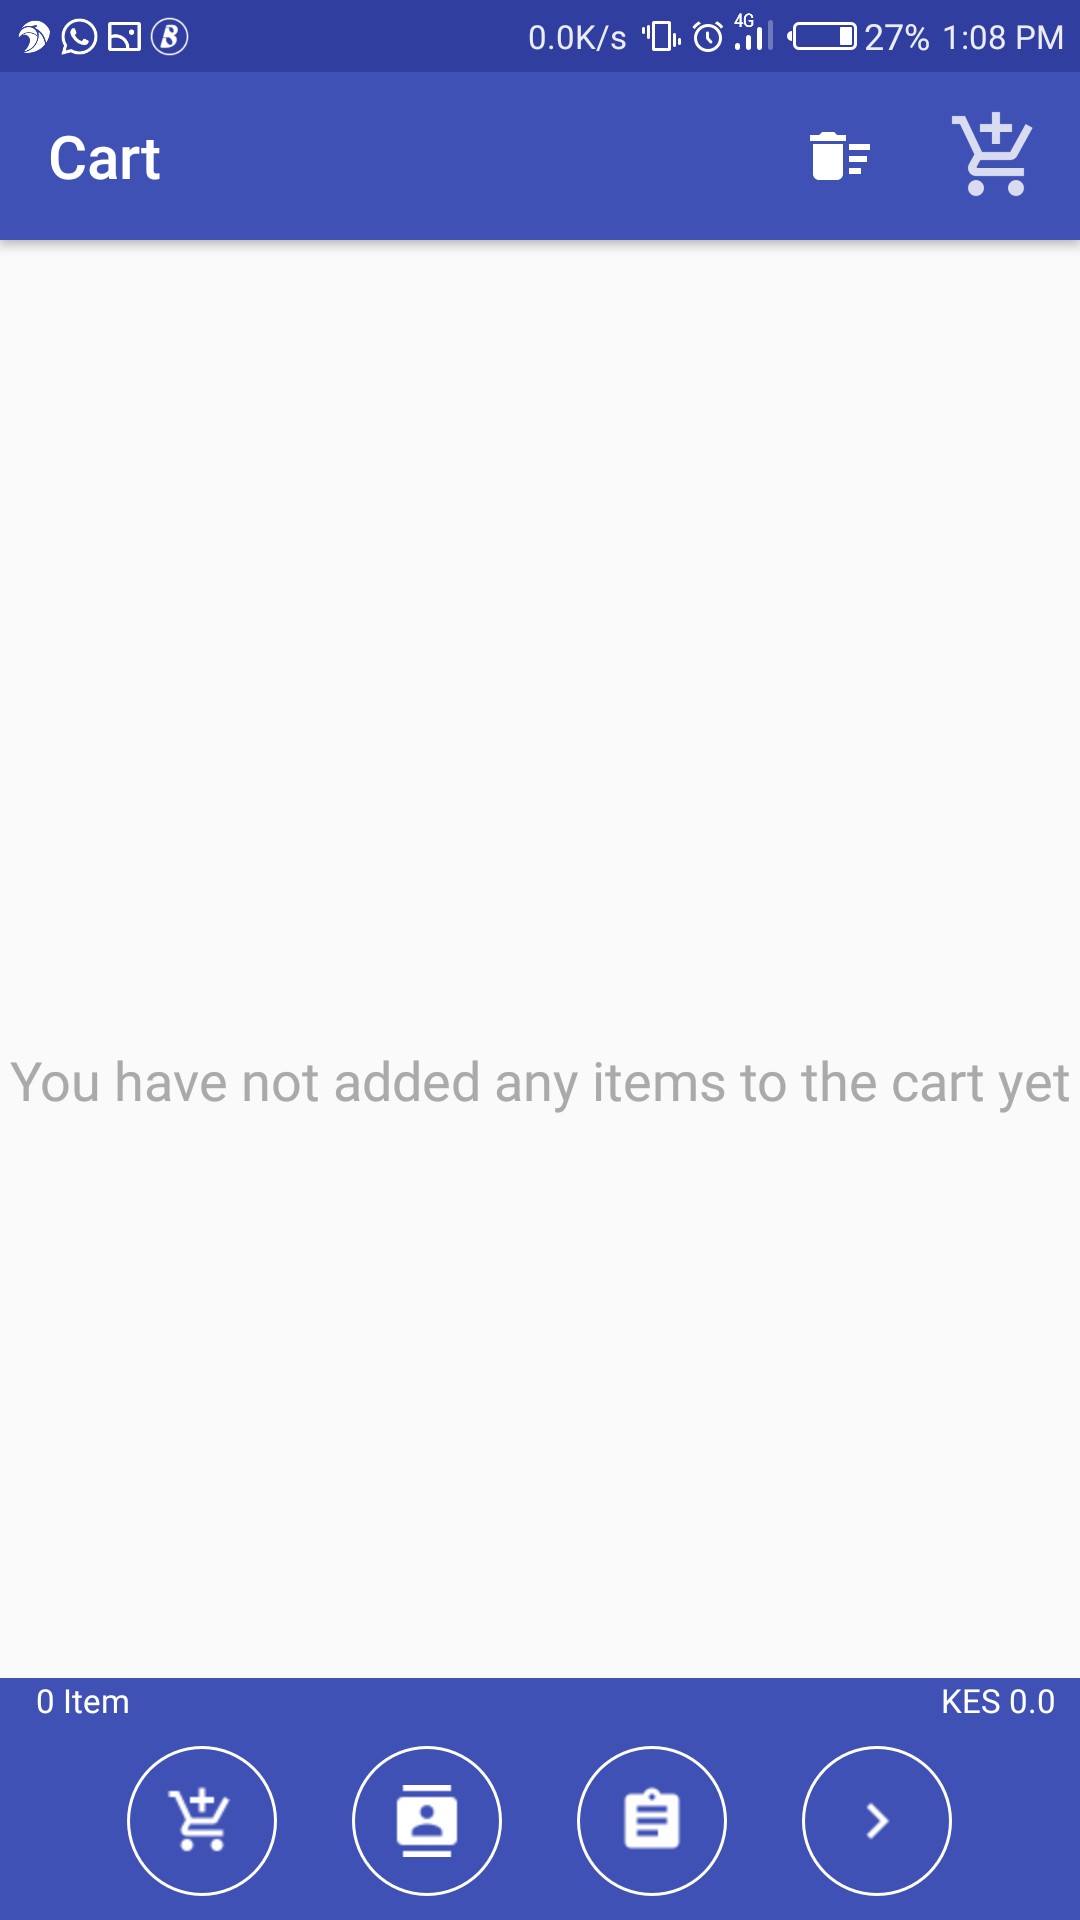 0.0K/s 4G 27% 1:08 PM
Cart
You have not added any items to the cart yet
0 Item KES 0.0